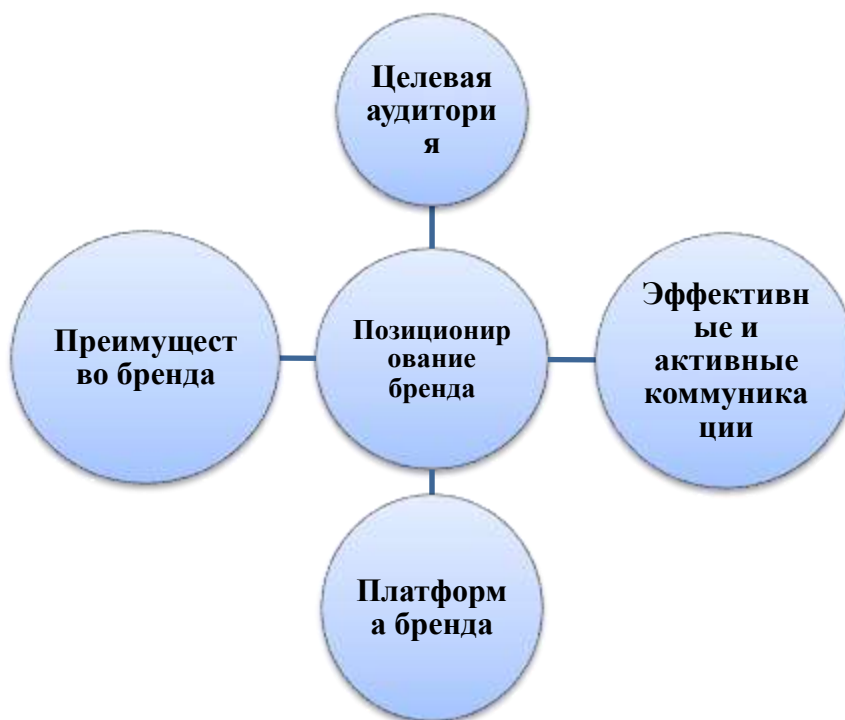 Целевая
аудитори
я
Преимущест
во бренда
Позиционир
ование
бренда
Эффективн
ые и
активные
коммуника
ции
Платформ
а бренда